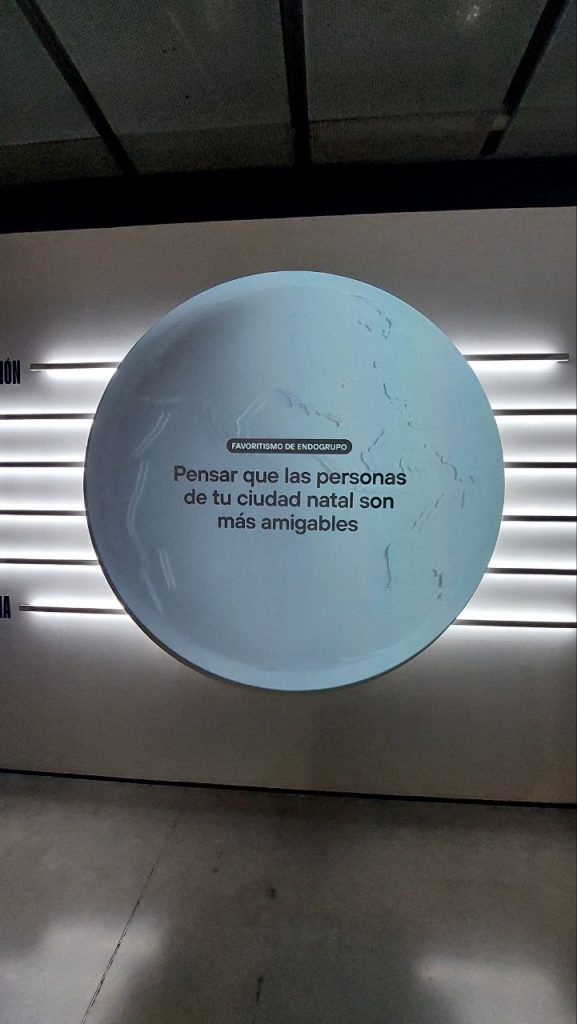 FAVORITISMO DE ENDOGRUPO
Pensar que las personas
de tu ciudad natal son
más amigables